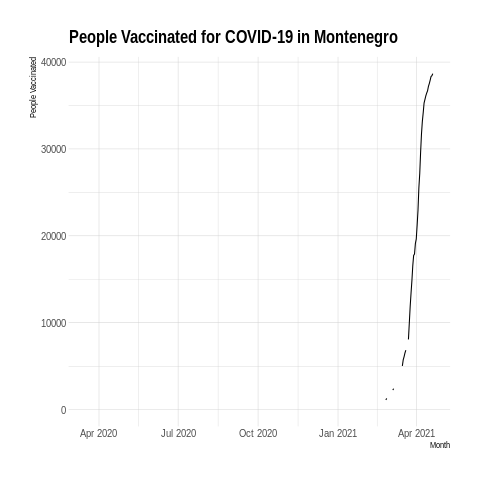 People Vaccinated for COVID-19 in Montenegro
People Vaccinated
40000
30000
20000
10000
0
Apr 2020 Jul 2020 Oct 2020 Jan 2021 Apr 2021
Month